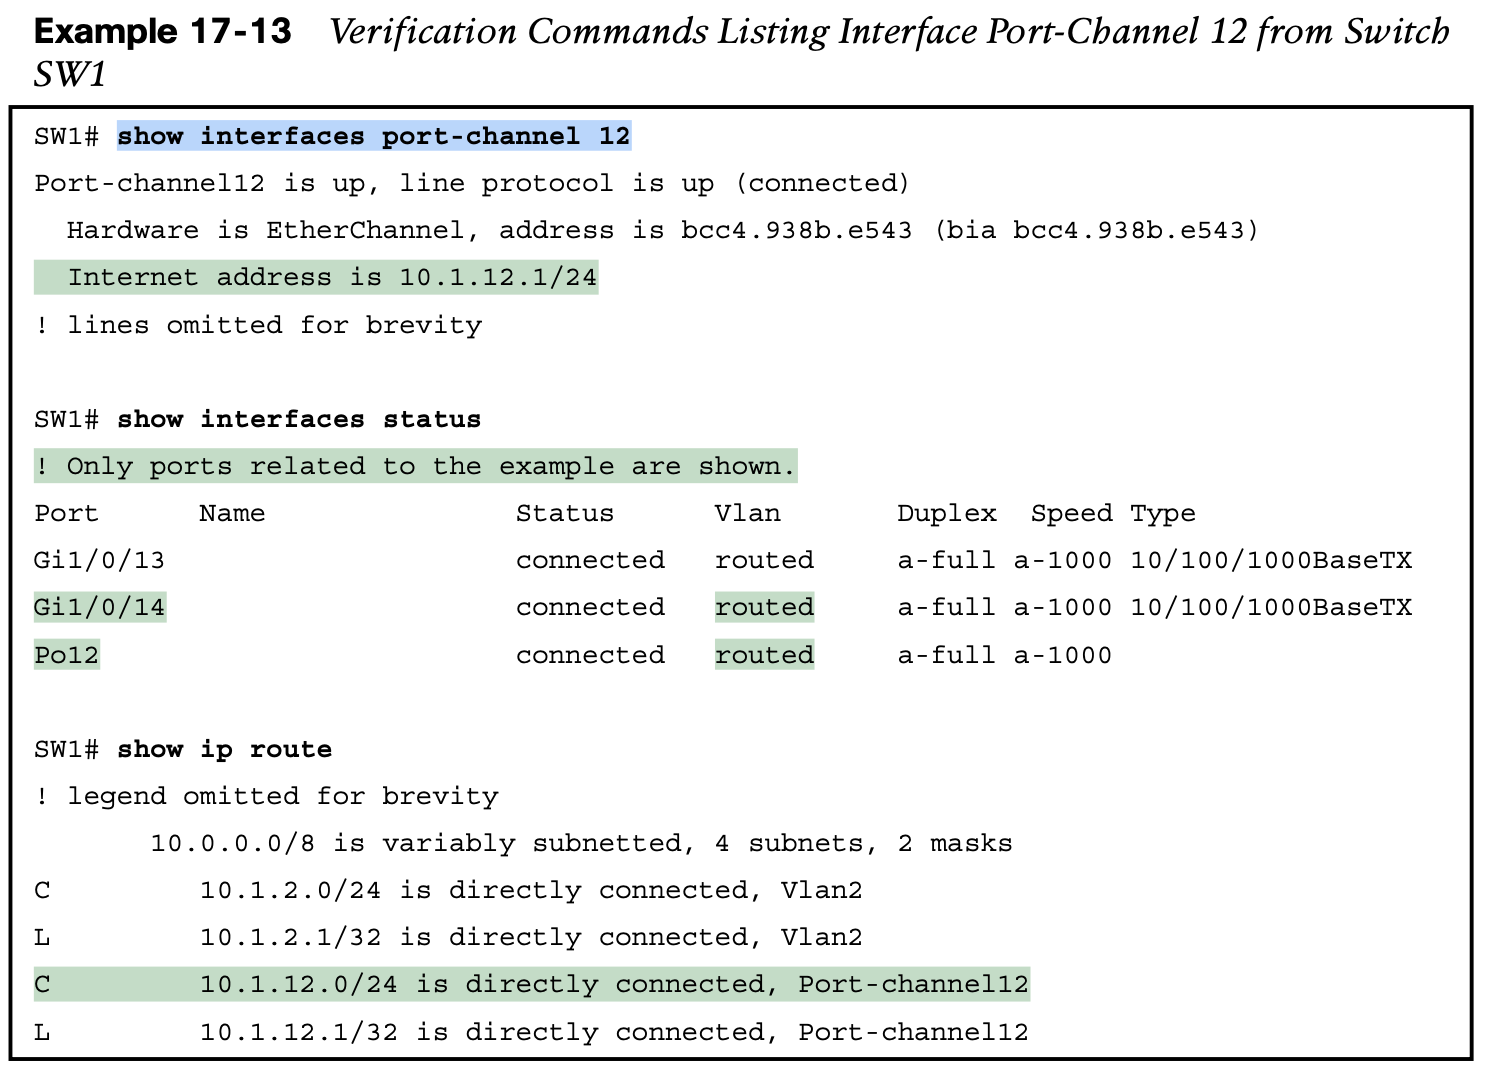 Example 17-13 Verification Commands Listing Interface Port-Channel 12 from Switch
SW1
SW1# show interfaces port-channel 12
Port-channel12 is up, line protocol is up (connected)
  Hardware is EtherChannel, address is bcc4.938b.e543 (bia bcc4.938b.e543)
  Internet address is 10.1.12.1/24
! lines omitted for brevity
SW1# show interfaces status
! Only ports related to the example are shown.
Port      Name               Status      Vlan       Duplex  Speed Type
Gi1/0/13                     connected   routed     a-full a-1000 10/100/1000BaseTX
Gi1/0/14                     connected   routed     a-full a-1000 10/100/1000BaseTX
Po12                         connected   routed     a-full a-1000
SW1# show ip route
! legend omitted for brevity
       10.0.0.0/8 is variably subnetted, 4 subnets, 2 masks
C         10.1.2.0/24 is directly connected, Vlan2
L         10.1.2.1/32 is directly connected, Vlan2
C         10.1.12.0/24 is directly connected, Port-channel12
L         10.1.12.1/32 is directly connected, Port-channel12